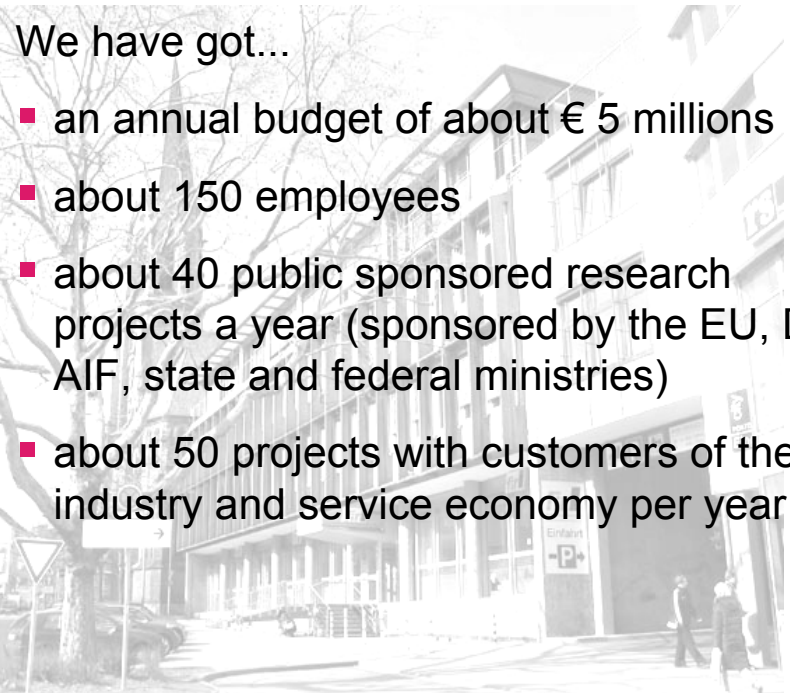 We have got...
an annual budget of about € 5 millions
about 150 employees
about 40 public sponsored research
projects a year (sponsored by the EU,
AIF, state and federal ministries)
about 50 projects with customers of the
industry and service economy per year
Einfahrt
P